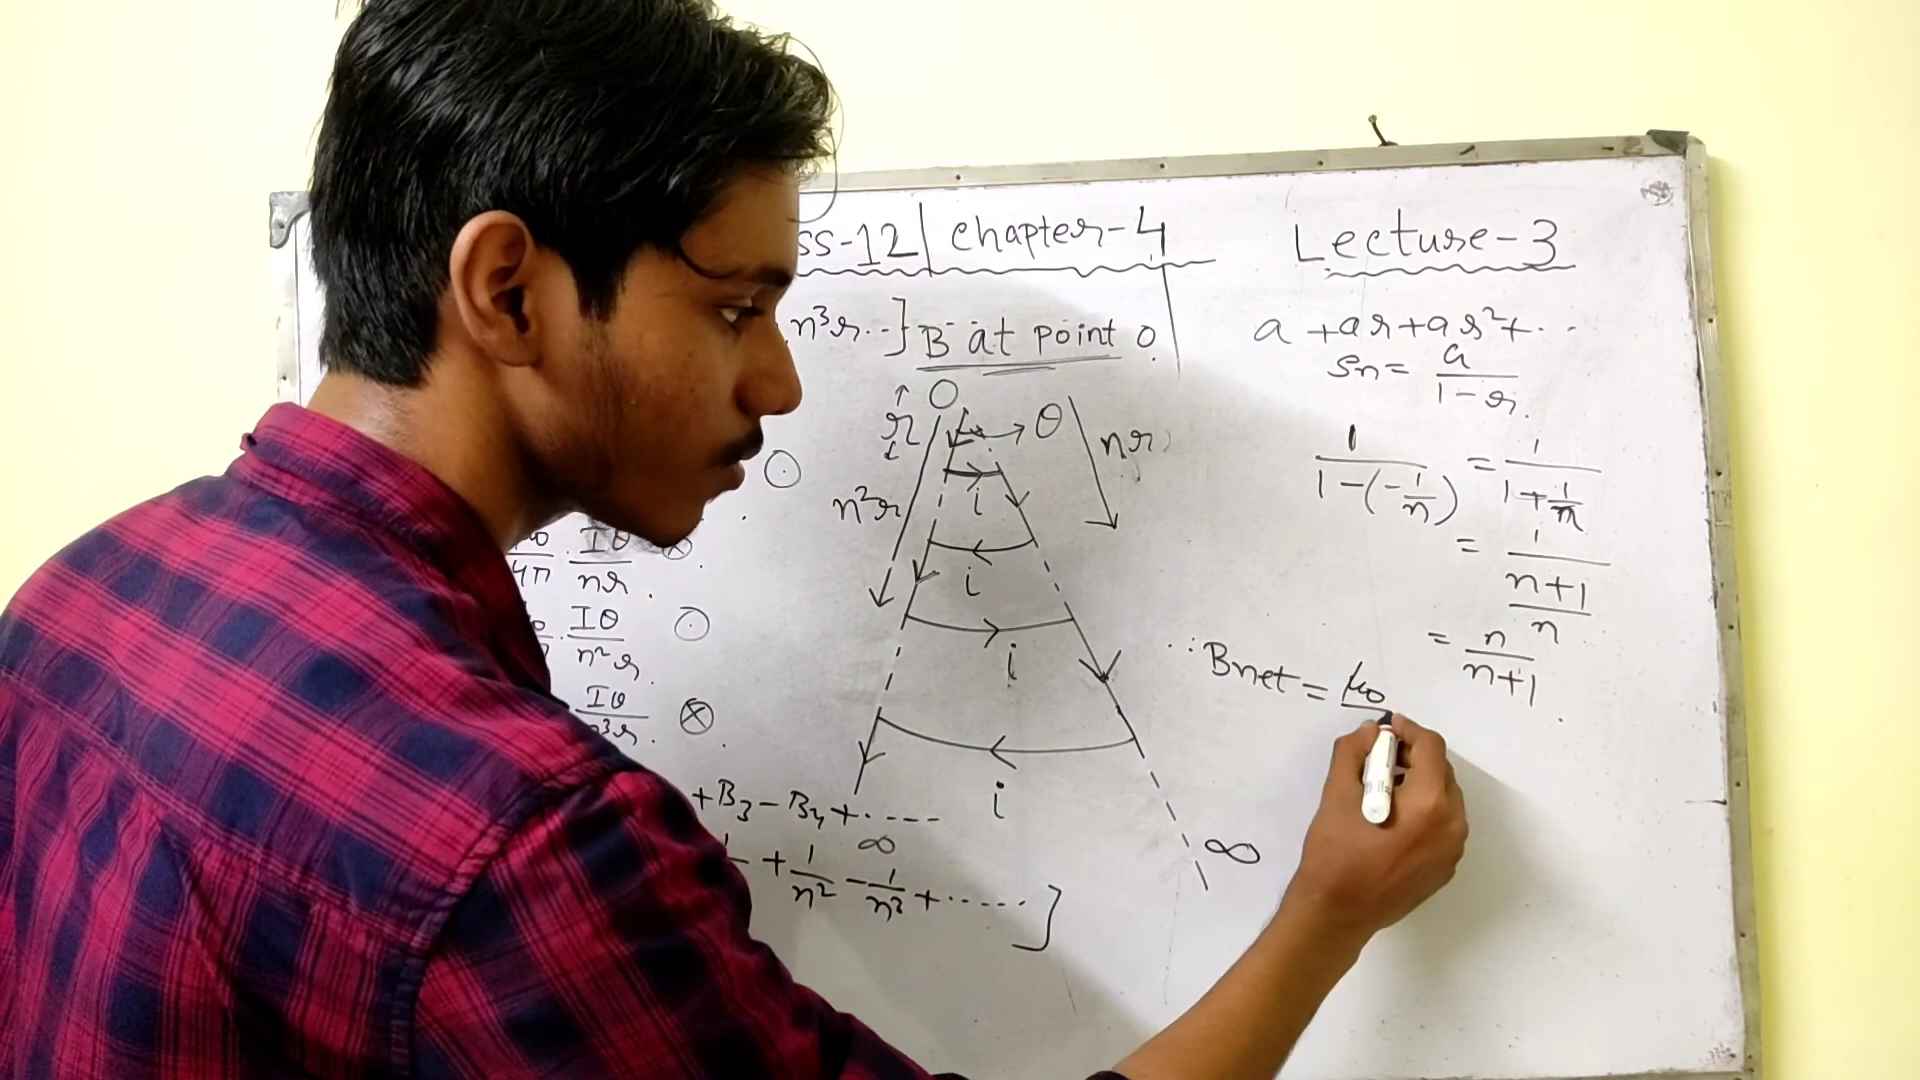 ss-12 | Chapter-4
Lecture-3
n³r..} B at point O.
a + ar + ar² + ...
Sn = a/(1-r).
O
r
θ
nr
n²r
i
i
i
i
∞
1/(1-(-1/n)) = 1/(1+1/n)
= 1/((n+1)/n)
= n/(n+1).
∵ Bnet = μ₀
⊙
μ₀/4π · Iθ/nr ⊗.
Iθ/n²r. ⊙
Iθ/n³r. ⊗.
+B₃ - B₄ + .....∞
+ 1/n² - 1/n³ + ......]